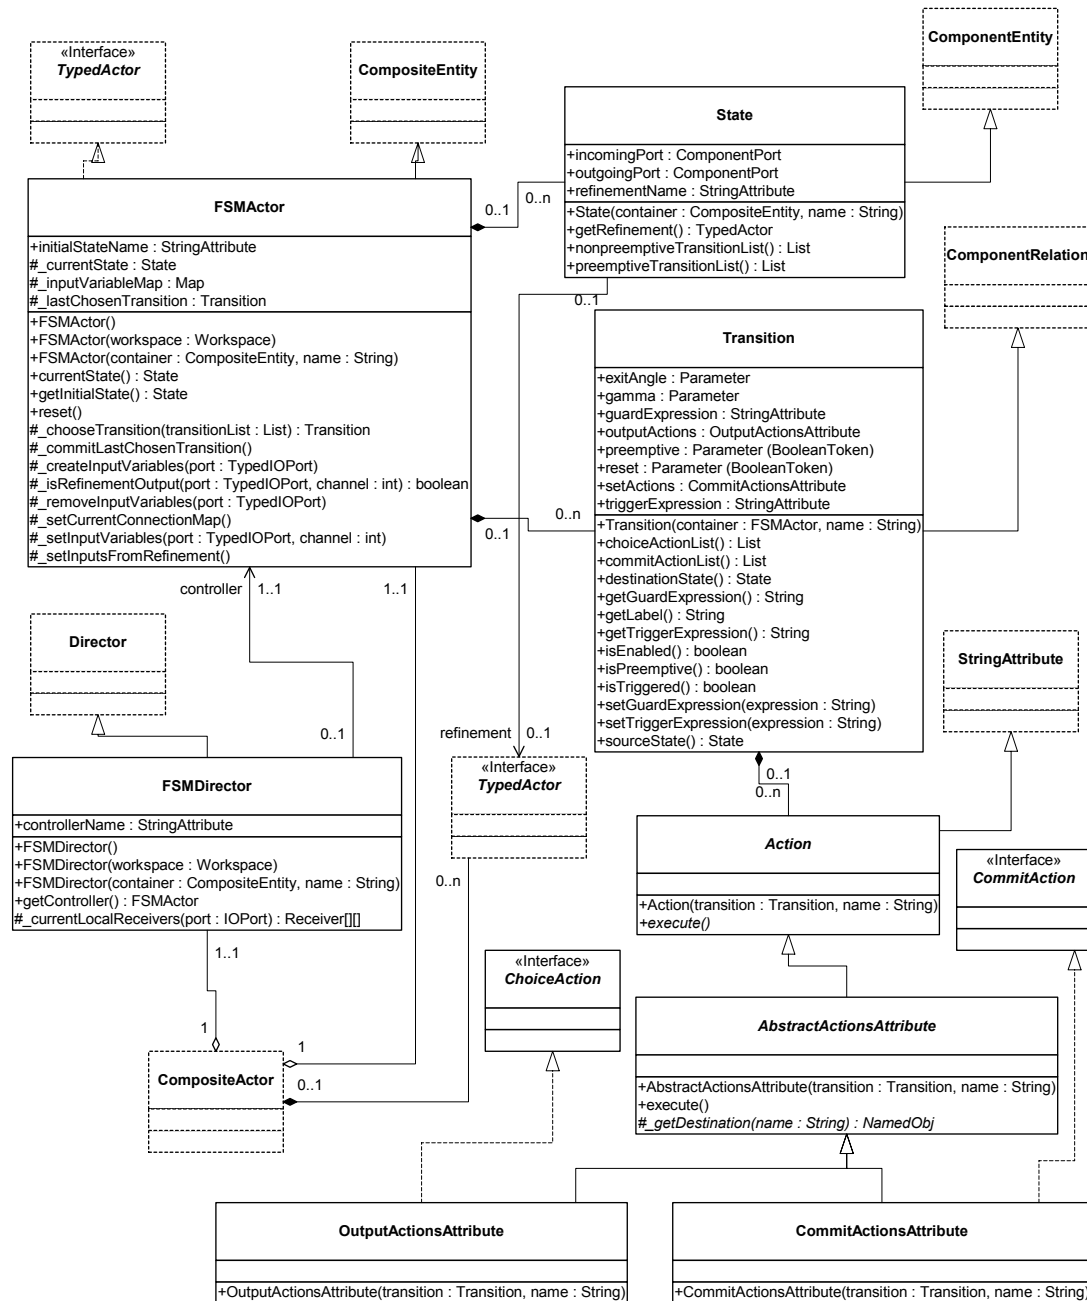 «Interface»
TypedActor
CompositeEntity
ComponentEntity
State
+incomingPort : ComponentPort
+outgoingPort : ComponentPort
+refinementName : StringAttribute
+State(container : CompositeEntity, name : String)
+getRefinement() : TypedActor
+nonpreemptiveTransitionList() : List
+preemptiveTransitionList() : List
FSMActor
+initialStateName : StringAttribute
#_currentState : State
#_inputVariableMap : Map
#_lastChosenTransition : Transition
+FSMActor()
+FSMActor(workspace : Workspace)
+FSMActor(container : CompositeEntity, name : String)
+currentState() : State
+getInitialState() : State
+reset()
#_chooseTransition(transitionList : List) : Transition
#_commitLastChosenTransition()
#_createInputVariables(port : TypedIOPort)
#_isRefinementOutput(port : TypedIOPort, channel : int) : boolean
#_removeInputVariables(port : TypedIOPort)
#_setCurrentConnectionMap()
#_setInputVariables(port : TypedIOPort, channel : int)
#_setInputsFromRefinement()
0..1
0..n
0..1
ComponentRelation
Transition
+exitAngle : Parameter
+gamma : Parameter
+guardExpression : StringAttribute
+outputActions : OutputActionsAttribute
+preemptive : Parameter (BooleanToken)
+reset : Parameter (BooleanToken)
+setActions : CommitActionsAttribute
+triggerExpression : StringAttribute
+Transition(container : FSMActor, name : String)
+choiceActionList() : List
+commitActionList() : List
+destinationState() : State
+getGuardExpression() : String
+getLabel() : String
+getTriggerExpression() : String
+isEnabled() : boolean
+isPreemptive() : boolean
+isTriggered() : boolean
+setGuardExpression(expression : String)
+setTriggerExpression(expression : String)
+sourceState() : State
0..n
0..1
controller
1..1
1..1
Director
StringAttribute
0..1
refinement
0..1
FSMDirector
+controllerName : StringAttribute
+FSMDirector()
+FSMDirector(workspace : Workspace)
+FSMDirector(container : CompositeEntity, name : String)
+getController() : FSMActor
#_currentLocalReceivers(port : IOPort) : Receiver[][]
«Interface»
TypedActor
0..1
0..n
Action
+Action(transition : Transition, name : String)
+execute()
«Interface»
CommitAction
0..n
1..1
«Interface»
ChoiceAction
AbstractActionsAttribute
+AbstractActionsAttribute(transition : Transition, name : String)
+execute()
#_getDestination(name : String) : NamedObj
1
1
0..1
CompositeActor
OutputActionsAttribute
+OutputActionsAttribute(transition : Transition, name : String)
CommitActionsAttribute
+CommitActionsAttribute(transition : Transition, name : String)